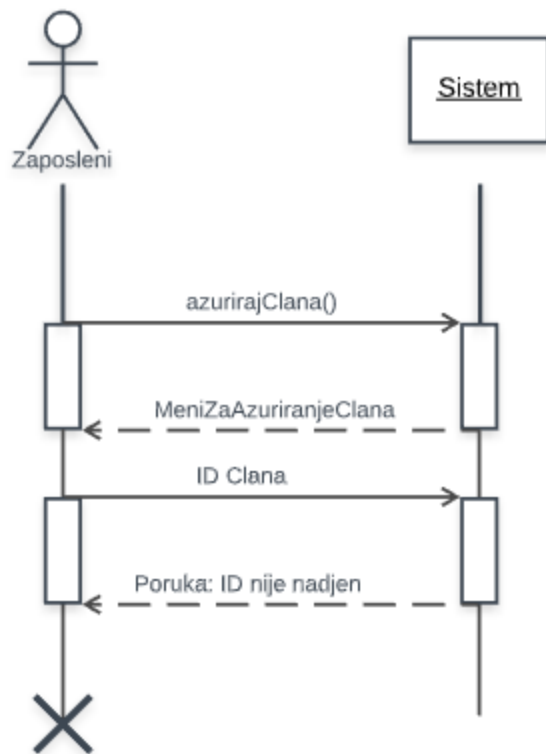 Sistem
Zaposleni
azurirajClana()
MeniZaAzuriranjeClana
ID Clana
Poruka: ID nije nadjen